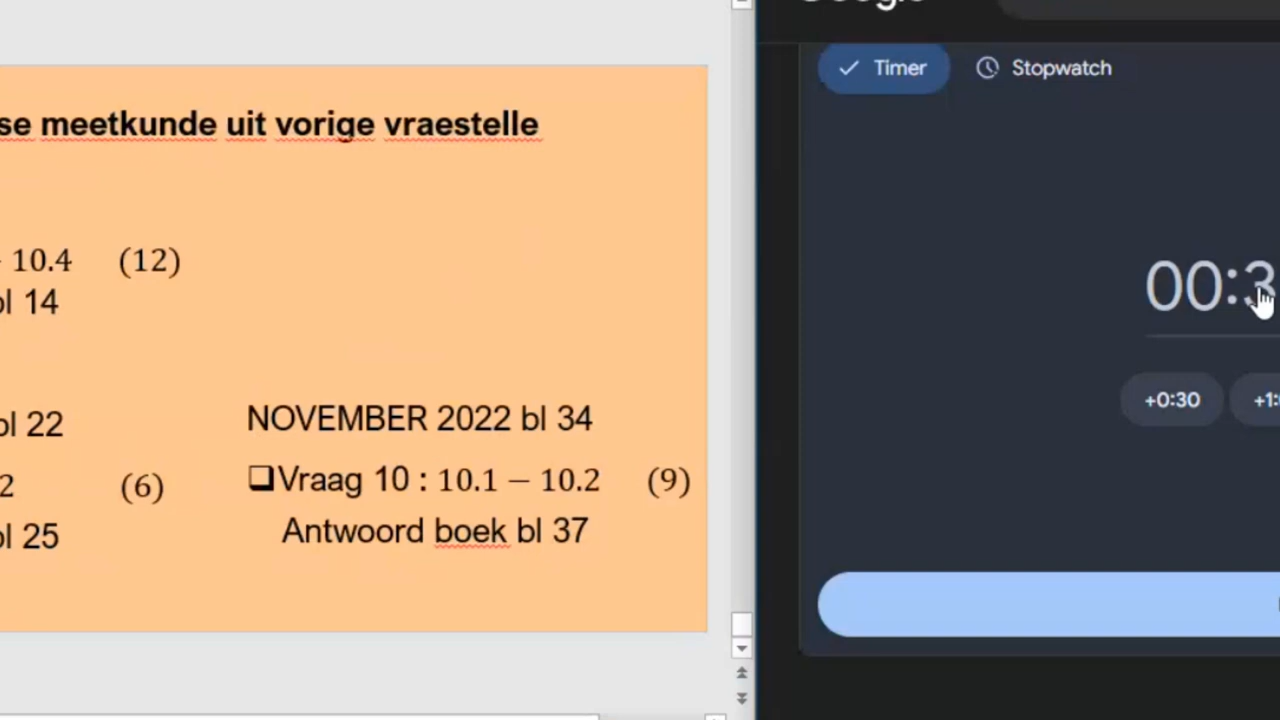 se meetkunde uit vorige vraestelle
10.4 (12)
bl 14
bl 22
2 (6)
bl 25
NOVEMBER 2022 bl 34
❑Vraag 10 : 10.1 − 10.2 (9)
Antwoord boek bl 37
Timer
Stopwatch
00:3
+0:30